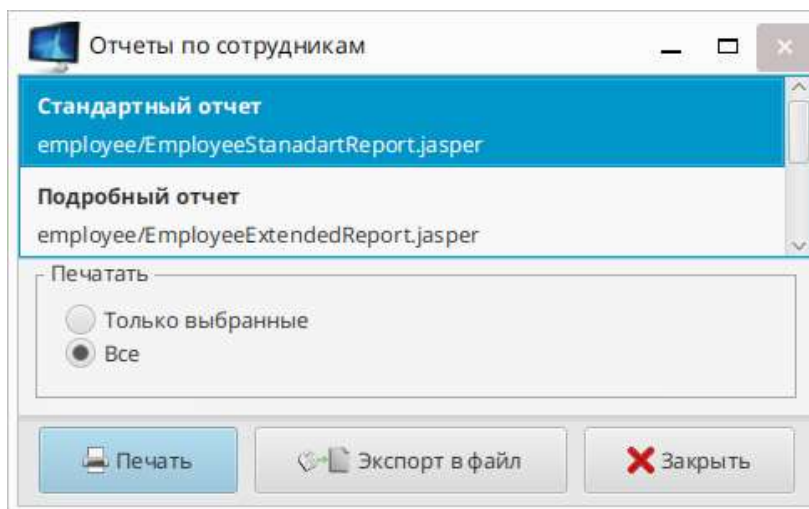 Отчеты по сотрудникам
Стандартный отчет
employee/EmployeeStanadartReport.jasper
Подробный отчет
employee/EmployeeExtendedReport.jasper
Печатать
Только выбранные
Все
Печать
Экспорт в файл
Закрыть